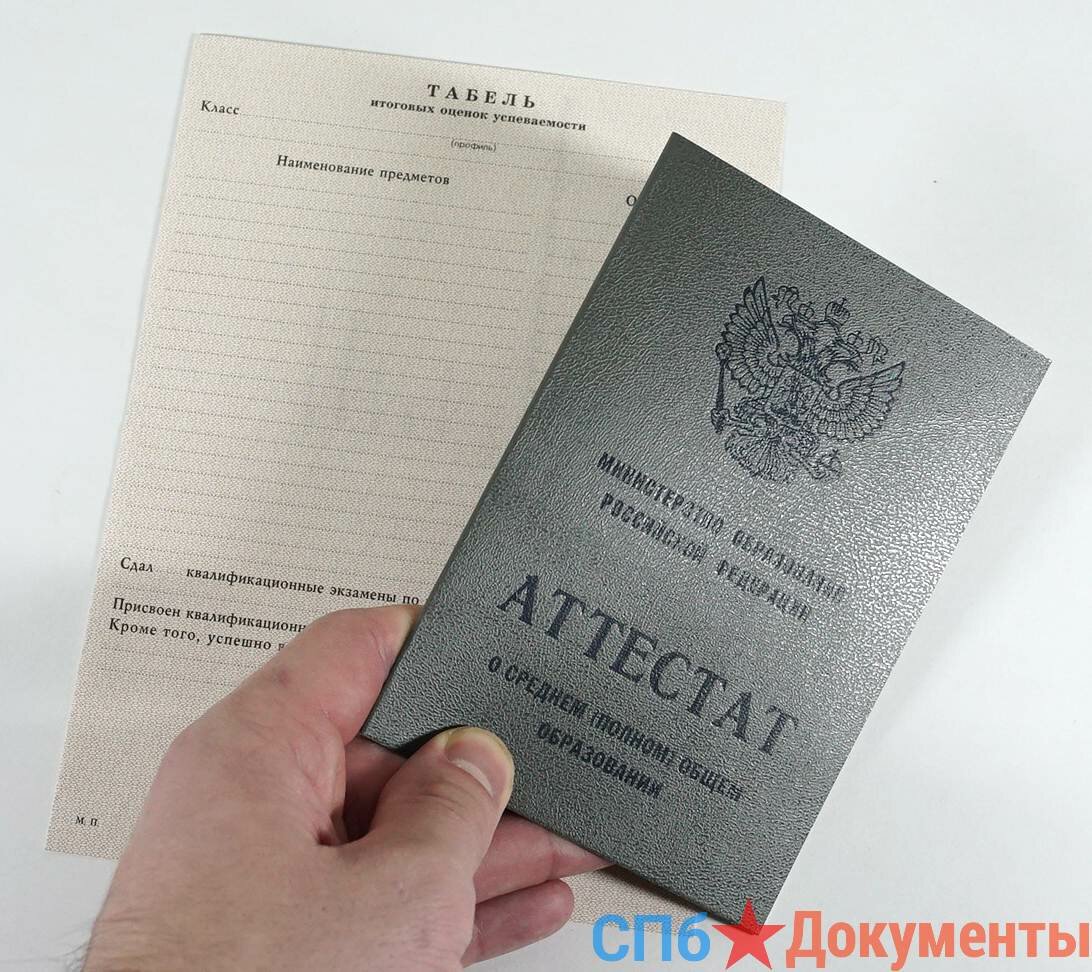 ТАБЕЛЬ
итоговых оценок успеваемости
Класс
(профиль)
Наименование предметов
О
Сдал квалификационные экзамены по
Присвоен квалификационн
Кроме того, успешно в
М. П.
МИНИСТЕРСТВО ОБРАЗОВАНИЯ
РОССИЙСКОЙ ФЕДЕРАЦИИ
АТТЕСТАТ
О СРЕДНЕМ (ПОЛНОМ) ОБЩЕМ
ОБРАЗОВАНИИ
СПб Документы